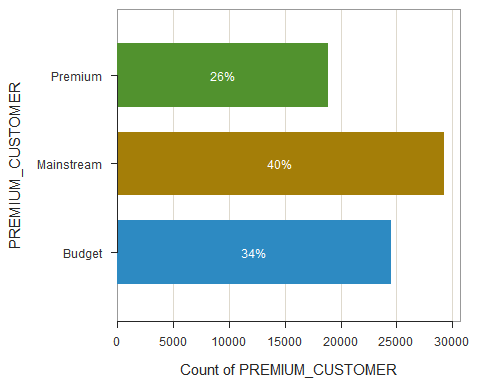 PREMIUM_CUSTOMER
Premium
26%
Mainstream
40%
Budget
34%
0 5000 10000 15000 20000 25000 30000
Count of PREMIUM_CUSTOMER